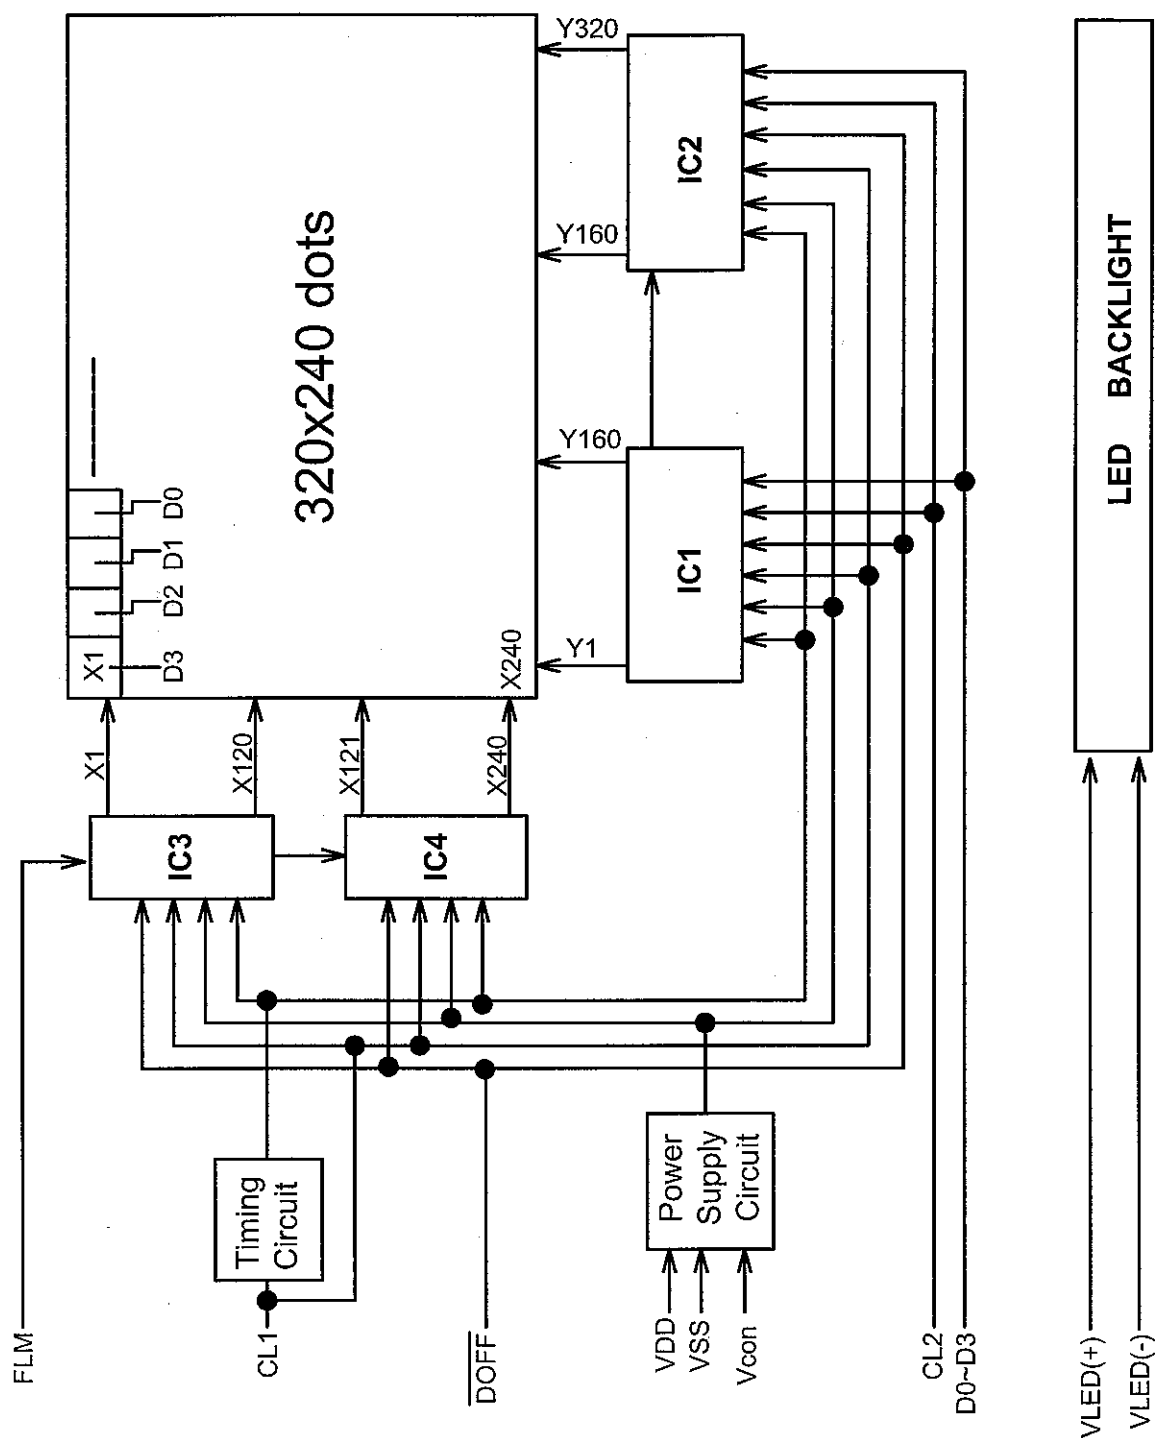 FLM
CL1
DOFF
VDD
VSS
Vcon
CL2
D0~D3
VLED(+)
VLED(-)
Timing
Circuit
Power
Supply
Circuit
IC3
IC4
X1
X120
X121
X240
X1
D3
D2
D1
D0
X240
320x240 dots
Y1
Y160
Y160
Y320
IC1
IC2
LED BACKLIGHT